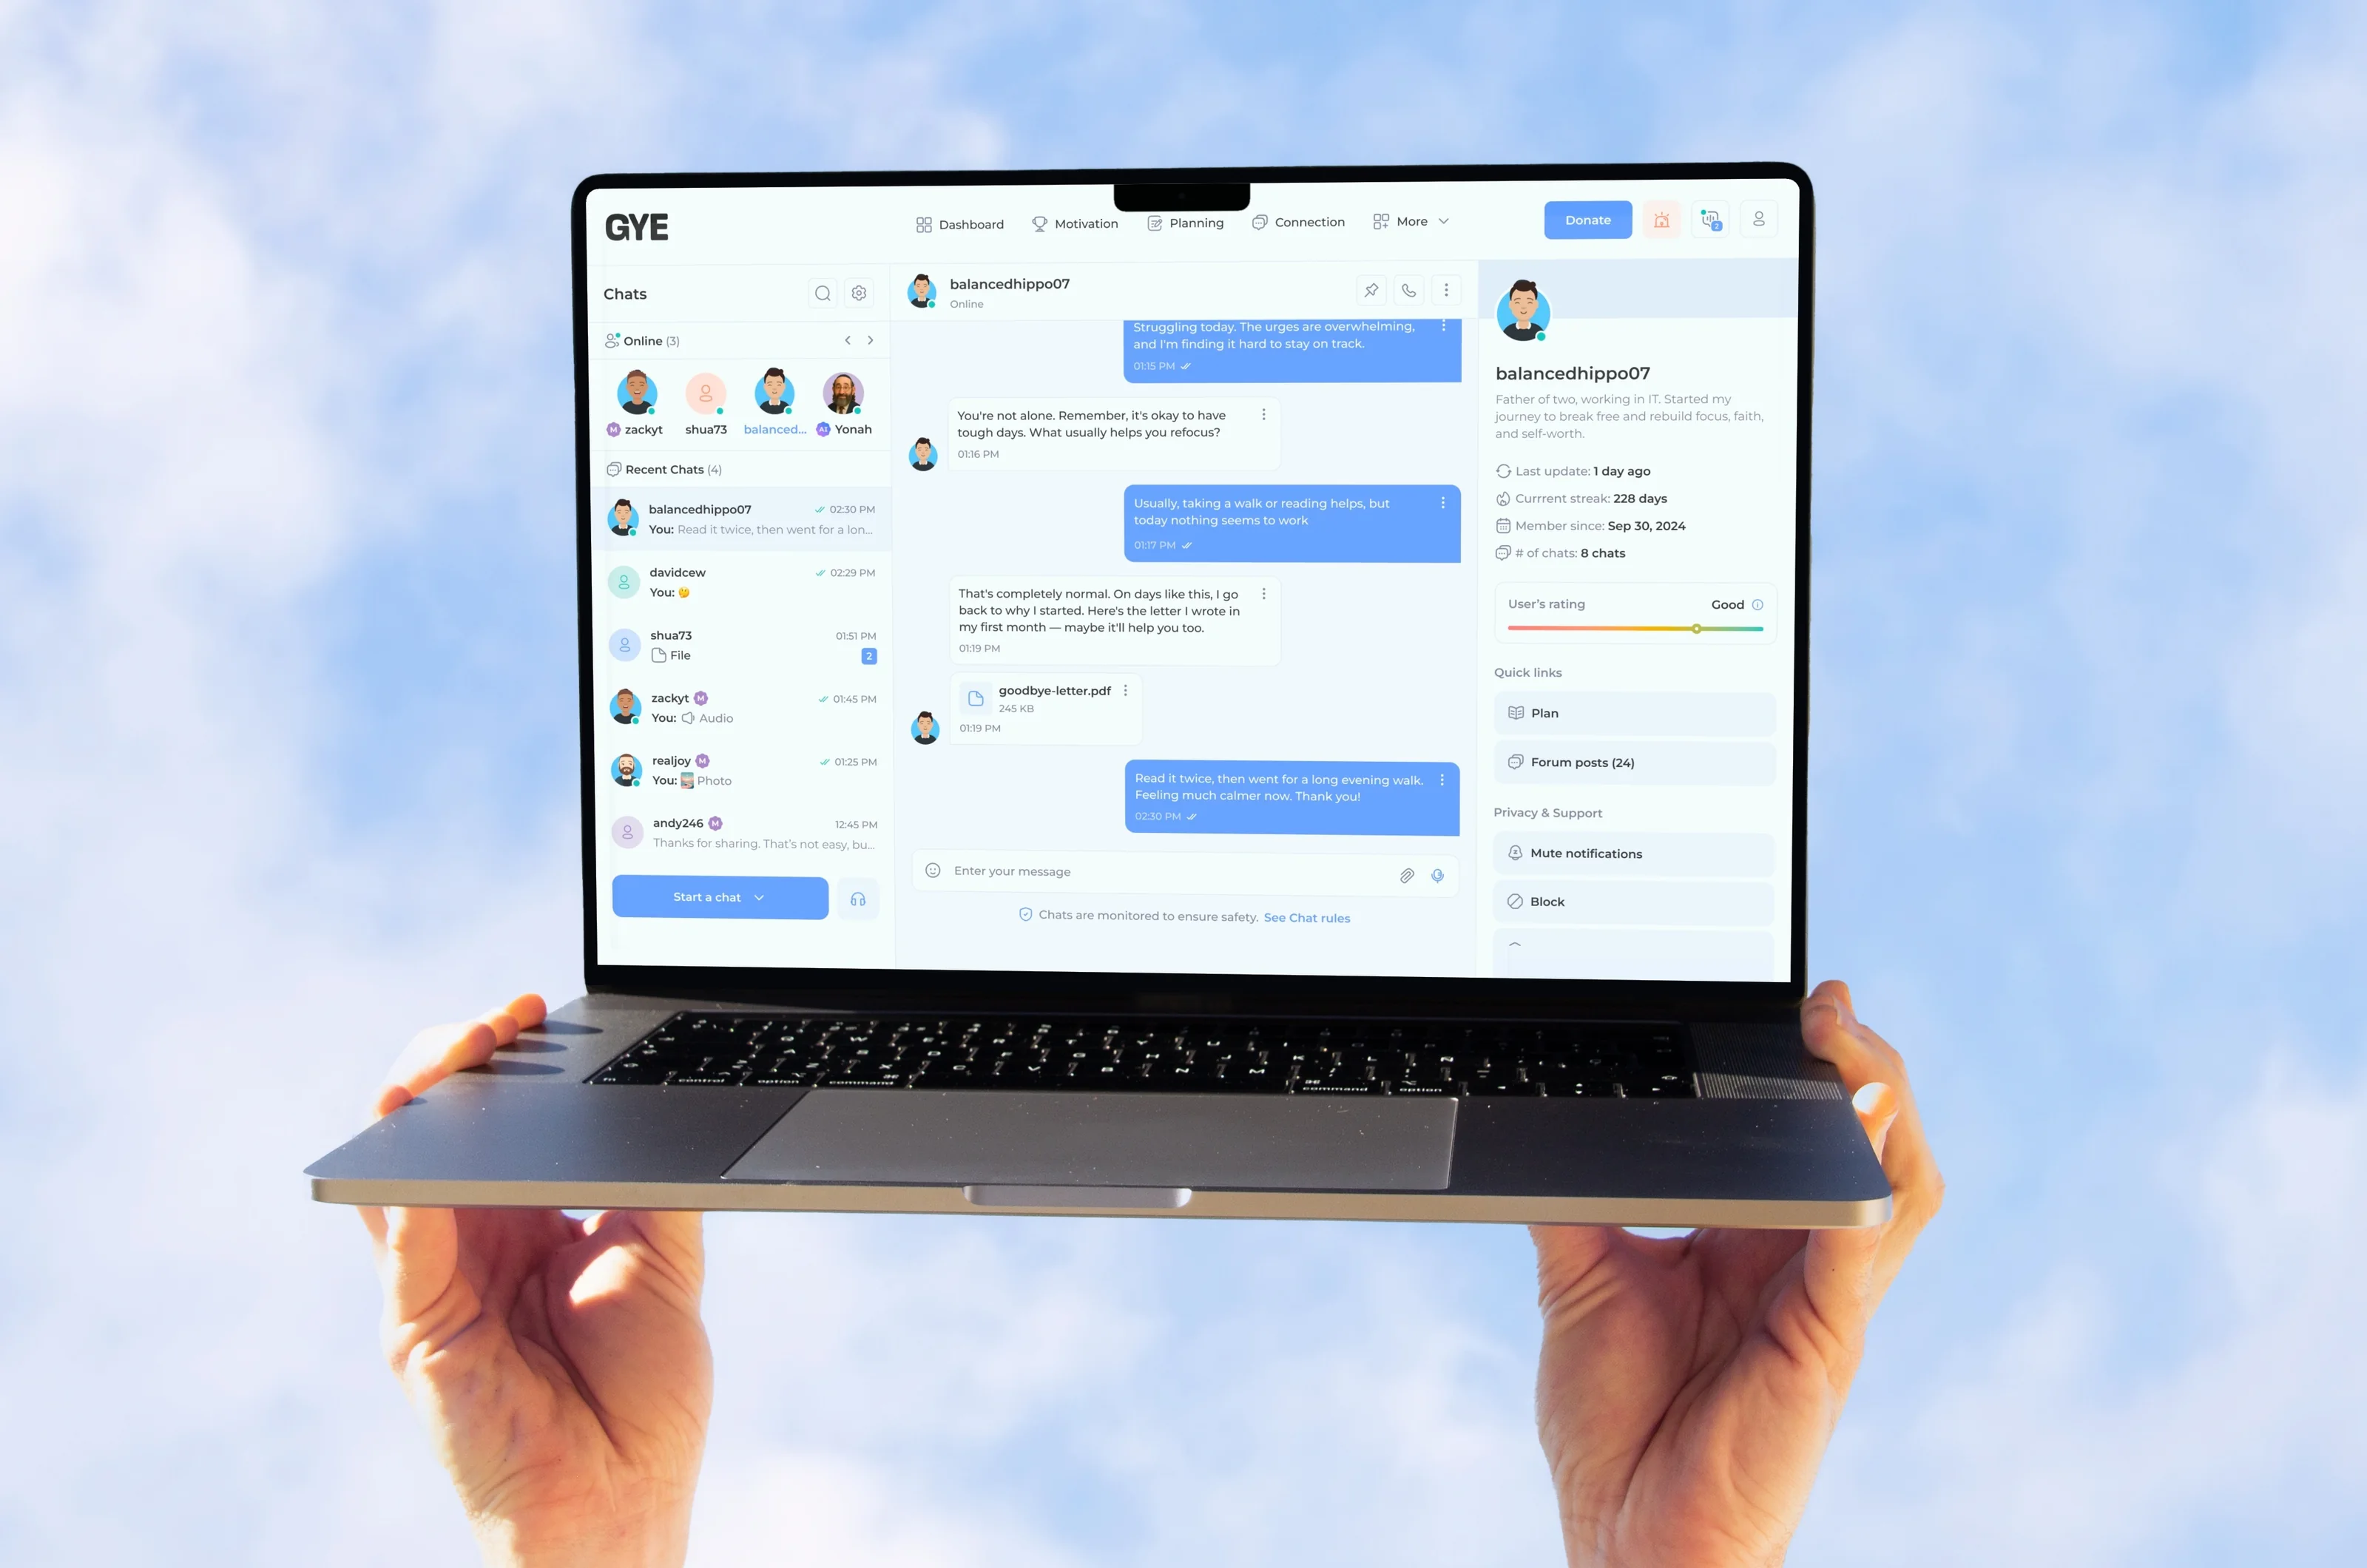 GYE
Dashboard
Motivation
Planning
Connection
More
Donate
2
Chats
Online (3)
M zackyt
shua73
balanced...
AI Yonah
Recent Chats (4)
balancedhippo07
02:30 PM
You: Read it twice, then went for a lon...
davidcew
02:29 PM
You: 🤔
shua73
01:51 PM
File
2
zackyt M
01:45 PM
You: Audio
realjoy M
01:25 PM
You: Photo
andy246 M
12:45 PM
Thanks for sharing. That's not easy, bu...
Start a chat
balancedhippo07
Online
Struggling today. The urges are overwhelming,
and I'm finding it hard to stay on track.
01:15 PM
You're not alone. Remember, it's okay to have
tough days. What usually helps you refocus?
01:16 PM
Usually, taking a walk or reading helps, but
today nothing seems to work
01:17 PM
That's completely normal. On days like this, I go
back to why I started. Here's the letter I wrote in
my first month — maybe it'll help you too.
01:19 PM
goodbye-letter.pdf
245 KB
01:19 PM
Read it twice, then went for a long evening walk.
Feeling much calmer now. Thank you!
02:30 PM
Enter your message
Chats are monitored to ensure safety. See Chat rules
balancedhippo07
Father of two, working in IT. Started my
journey to break free and rebuild focus, faith,
and self-worth.
Last update: 1 day ago
Currrent streak: 228 days
Member since: Sep 30, 2024
# of chats: 8 chats
User's rating
Good
Quick links
Plan
Forum posts (24)
Privacy & Support
Mute notifications
Block
Q W E R T Y U
A D F G H J K L Ñ
X C V B N M
fn control option command command option